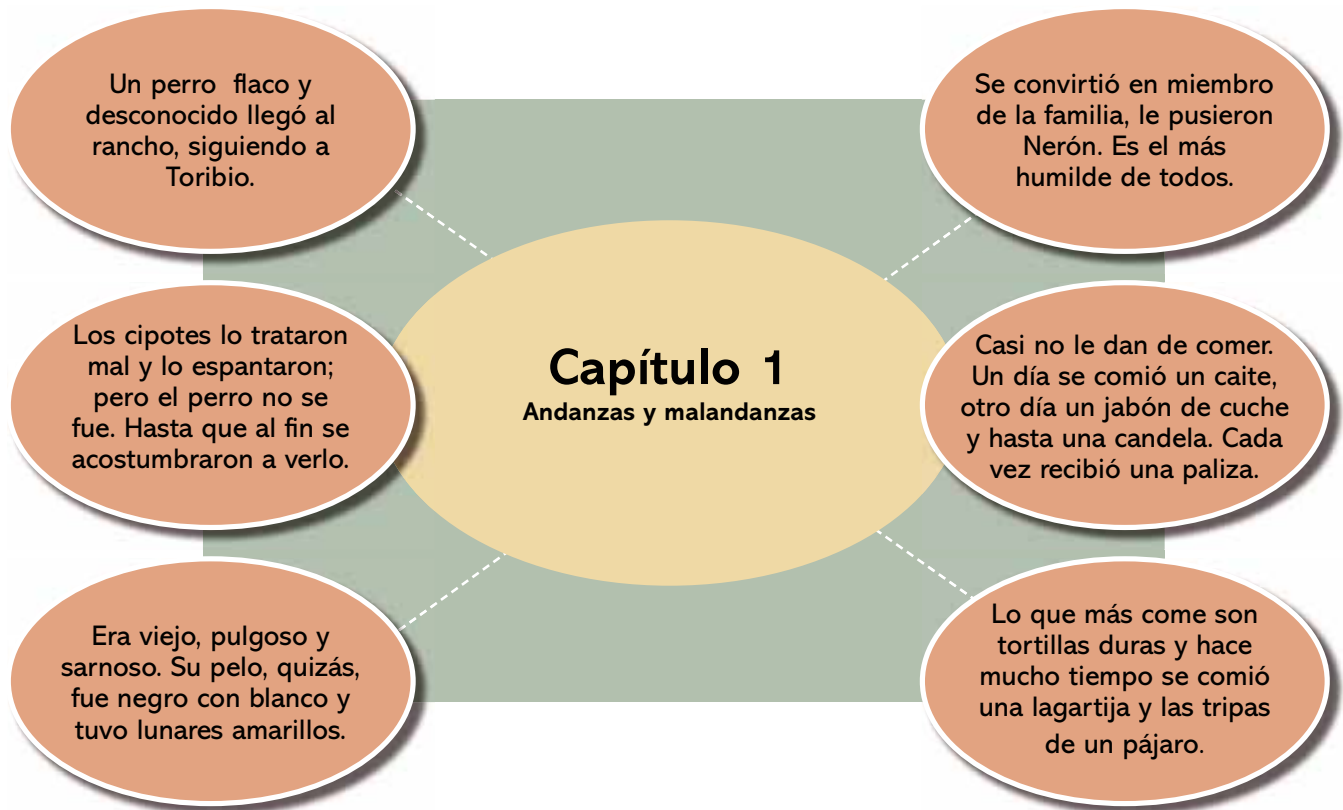 Un perro flaco y
desconocido llegó al
rancho, siguiendo a
Toribio.
Los cipotes lo trataron
mal y lo espantaron;
pero el perro no se
fue. Hasta que al fin se
acostumbraron a verlo.
Era viejo, pulgoso y
sarnoso. Su pelo, quizás,
fue negro con blanco y
tuvo lunares amarillos.
Capítulo 1
Andanzas y malandanzas
Se convirtió en miembro
de la familia, le pusieron
Nerón. Es el más
humilde de todos.
Casi no le dan de comer.
Un día se comió un caite,
otro día un jabón de cuche
y hasta una candela. Cada
vez recibió una paliza.
Lo que más come son
tortillas duras y hace
mucho tiempo se comió
una lagartija y las tripas
de un pájaro.